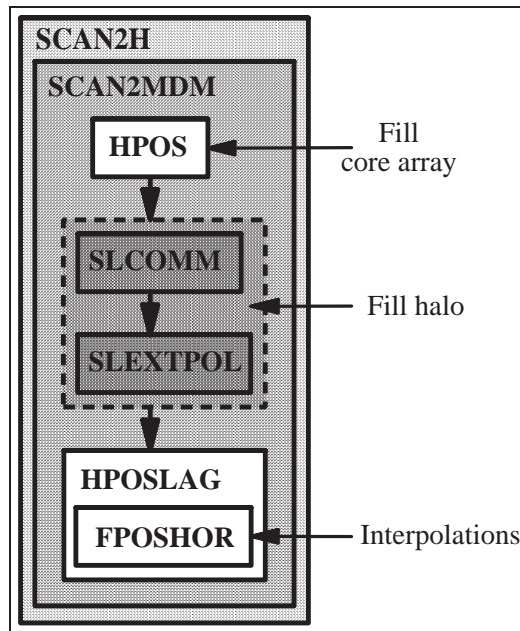 SCAN2H
SCAN2MDM
HPOS
Fill
core array
SLCOMM
Fill halo
SLEXTPOL
HPOSLAG
FPOSHOR
Interpolations